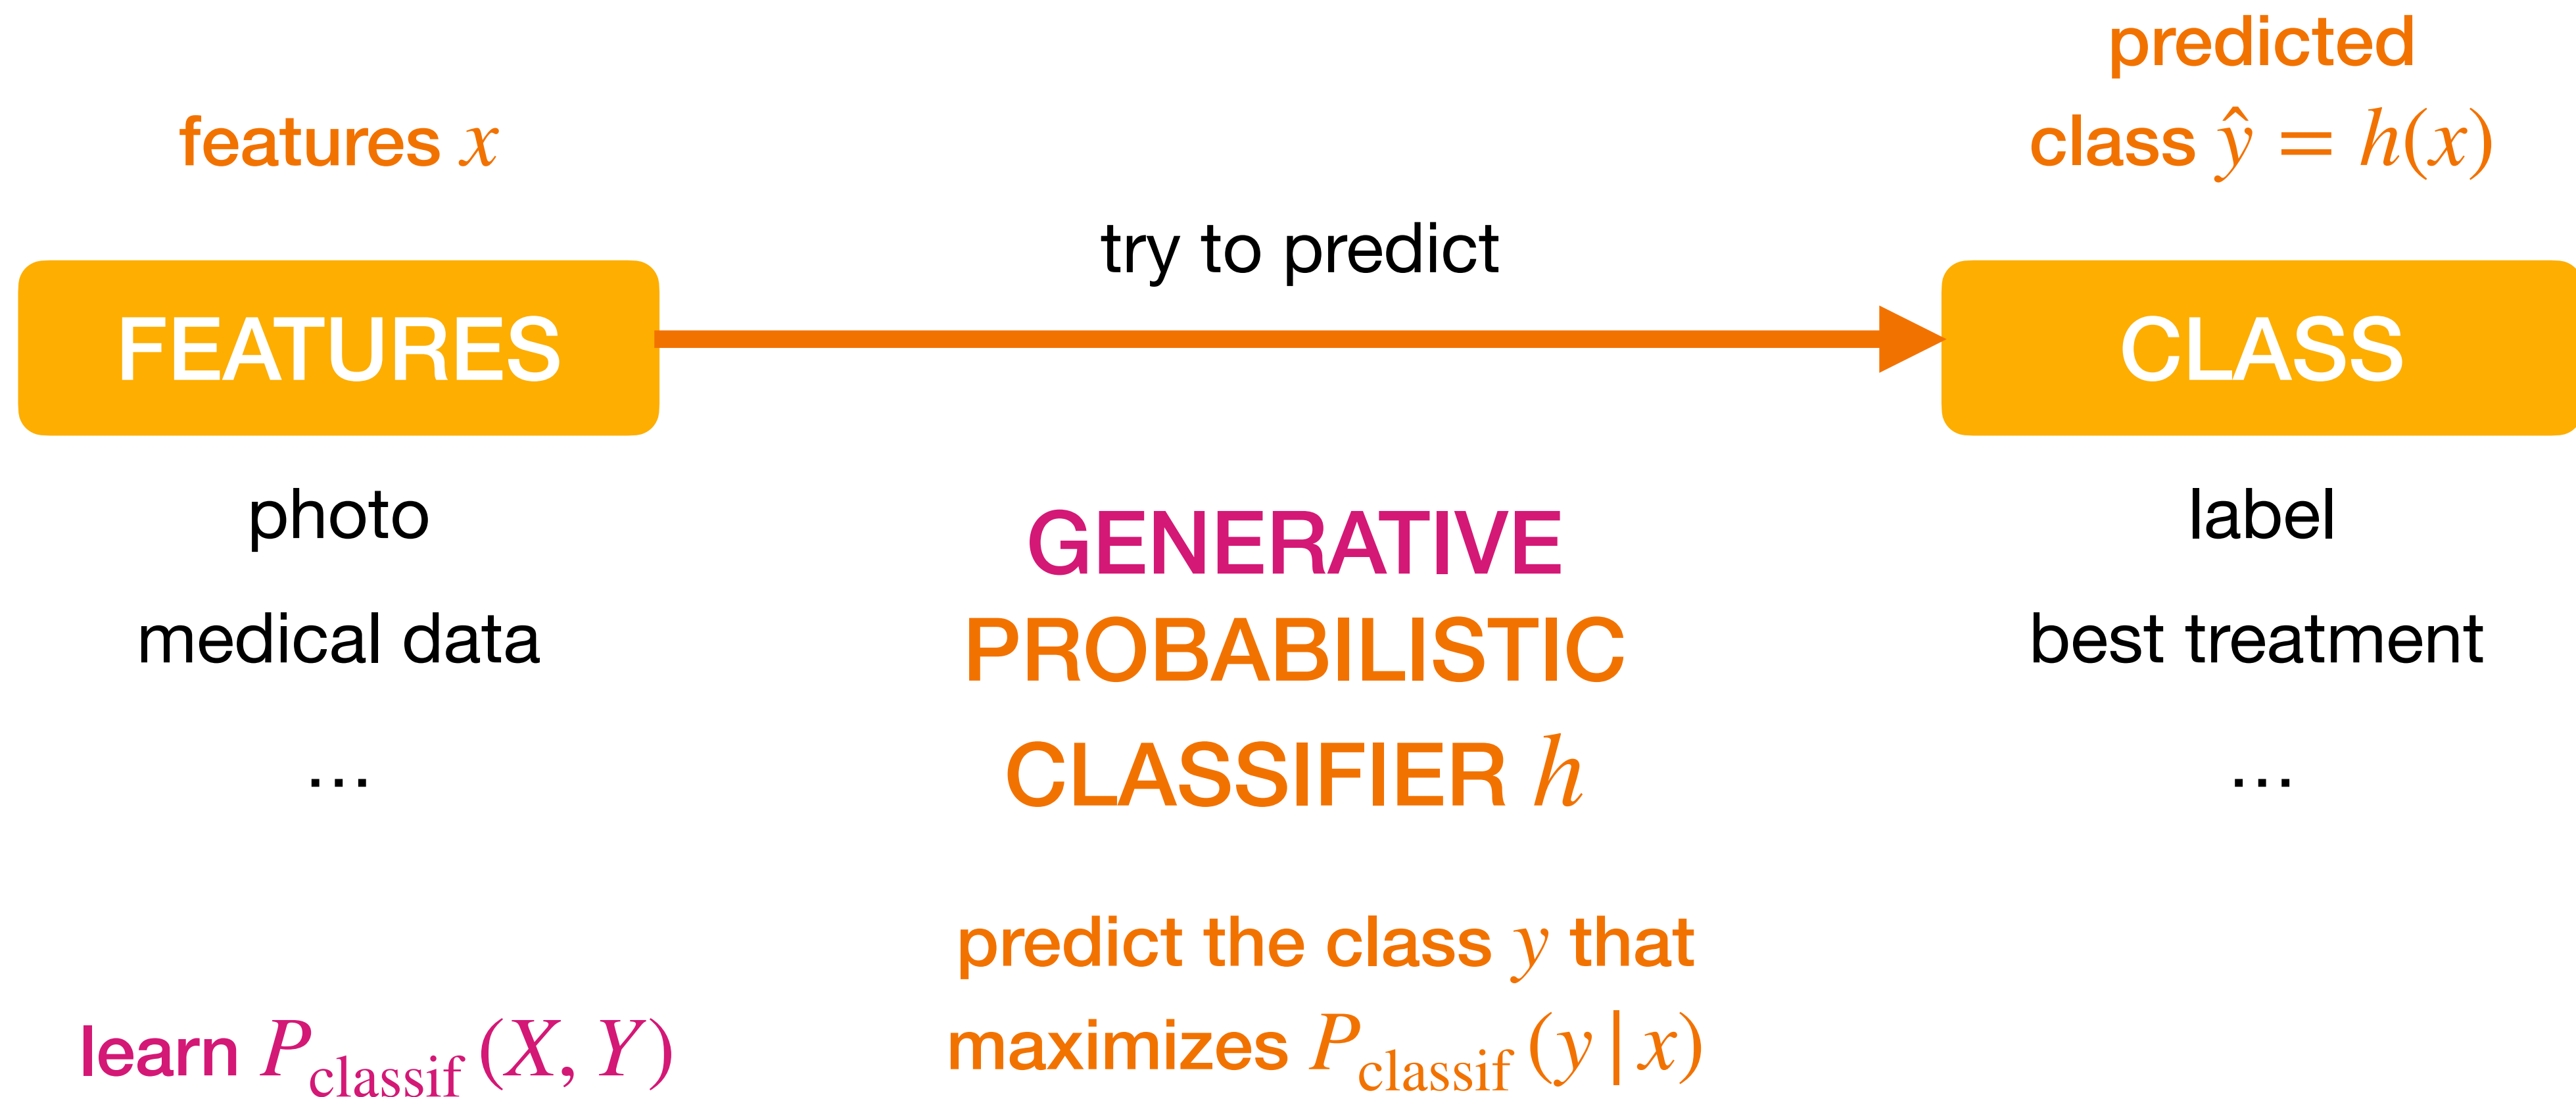 predicted
features x
class ŷ = h(x)
try to predict
FEATURES
CLASS
photo
GENERATIVE
label
medical data
PROBABILISTIC
best treatment
...
CLASSIFIER h
...
predict the class y that
learn P_classif (X, Y)
maximizes P_classif (y | x)